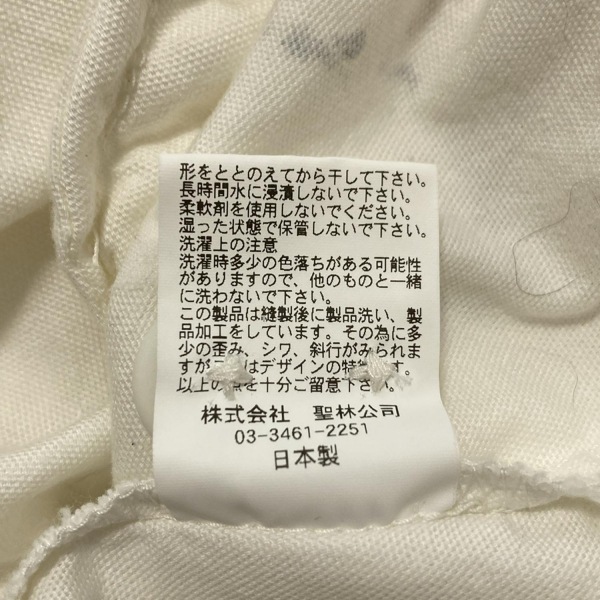 形をととのえてから干して下さい。
長時間水に浸漬しないで下さい。
柔軟剤を使用しないでください。
湿った状態で保管しないで下さい。
洗濯上の注意
洗濯時多少の色落ちがある可能性
がありますので、他のものと一緒
に洗わないで下さい。
この製品は縫製後に製品洗い、製
品加工をしています。その為に多
少の歪み、シワ、斜行がみられま
すが はデザインの特 す。
以上の 点を十分ご留意下さい。
株式会社 聖林公司
03-3461-2251
日本製